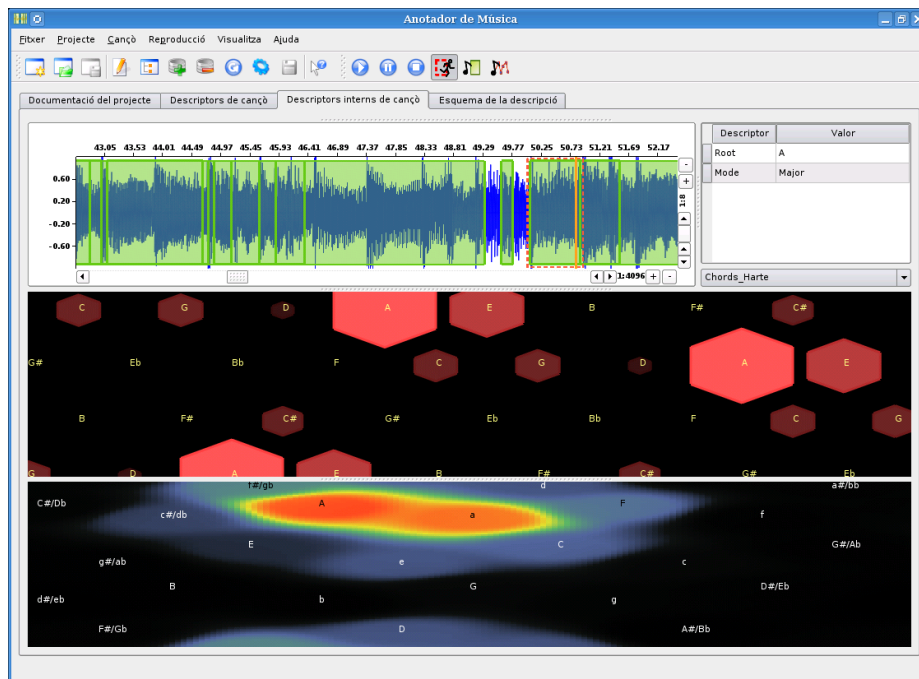 Anotador de Música
Fitxer Projecte Cançò Reproducció Visualitza Ajuda
Documentació del projecte Descriptors de cançò Descriptors interns de cançò Esquema de la descripció
43.05 43.53 44.01 44.49 44.97 45.45 45.93 46.41 46.89 47.37 47.85 48.33 48.81 49.29 49.77 50.25 50.73 51.21 51.69 52.17
0.60
0.20
-0.20
-0.60
1:8
1:4096 + -
Descriptor Valor
Root A
Mode Major
Chords_Harte
C G D A E B F# C#
G# Eb Bb F C G D A E
B F# C# G# Eb Bb F C G
G D A E B F# C# G# Eb
f#/gb d a#/bb
C#/Db A F
c#/db a f
E C G#/Ab
g#/ab e c
B G D#/Eb
d#/eb b g
F#/Gb D A#/Bb